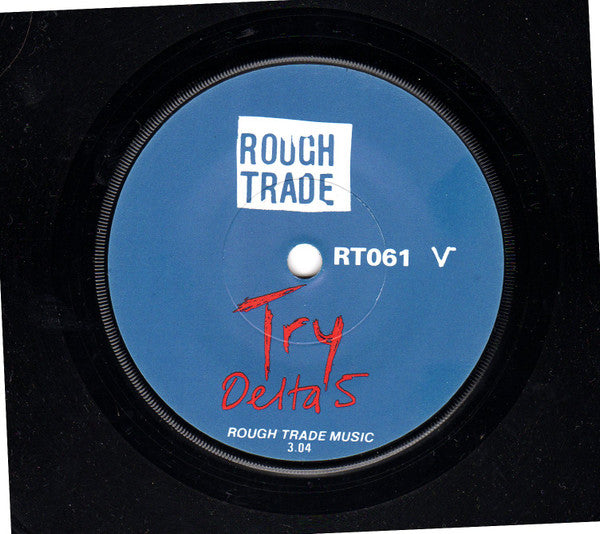 ROUGH
TRADE
RT061 V
Try
Delta 5
ROUGH TRADE MUSIC
3.04